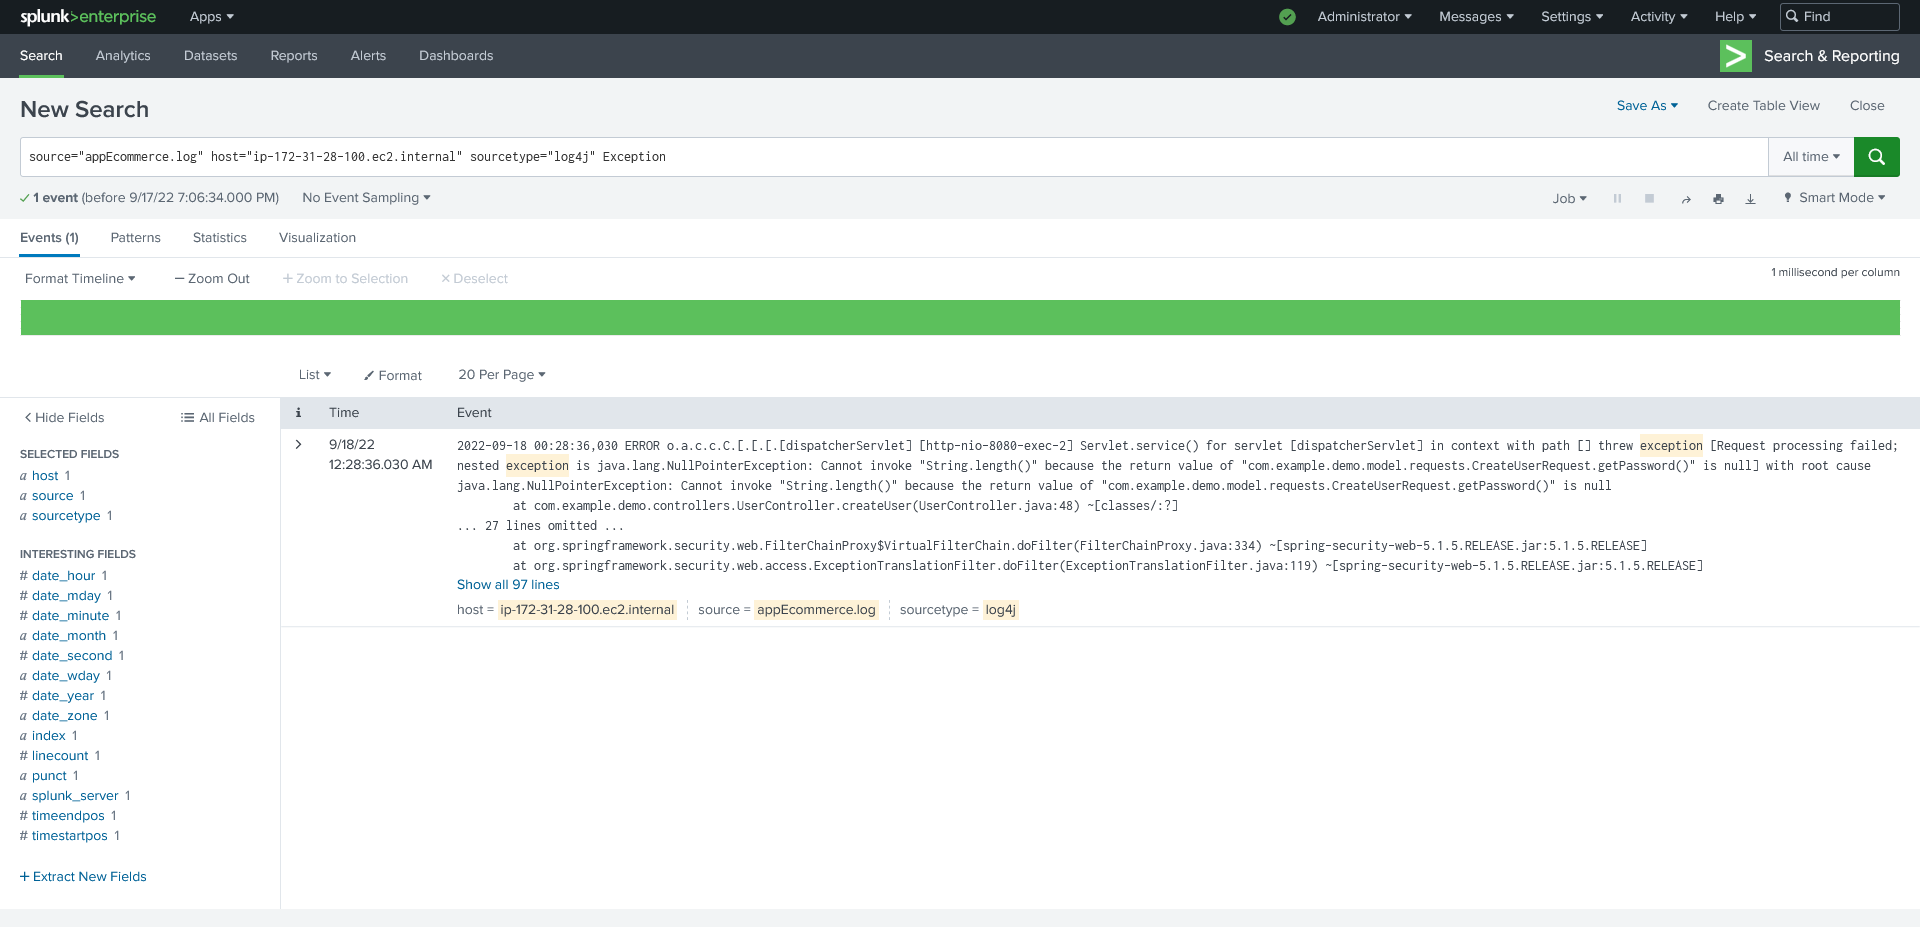 splunk>enterprise Apps Administrator Messages Settings Activity Help Find
Search Analytics Datasets Reports Alerts Dashboards > Search & Reporting
New Search Save As Create Table View Close
source="appEcommerce.log" host="ip-172-31-28-100.ec2.internal" sourcetype="log4j" Exception All time
1 event (before 9/17/22 7:06:34.000 PM) No Event Sampling Job Smart Mode
Events (1) Patterns Statistics Visualization
Format Timeline — Zoom Out + Zoom to Selection × Deselect 1 millisecond per column
List Format 20 Per Page
< Hide Fields All Fields
SELECTED FIELDS
a host 1
a source 1
a sourcetype 1
INTERESTING FIELDS
# date_hour 1
# date_mday 1
# date_minute 1
a date_month 1
# date_second 1
a date_wday 1
# date_year 1
a date_zone 1
a index 1
# linecount 1
a punct 1
a splunk_server 1
# timeendpos 1
# timestartpos 1
+ Extract New Fields
i Time Event
> 9/18/22
12:28:36.030 AM
2022-09-18 00:28:36,030 ERROR o.a.c.c.C.[.[.[.[dispatcherServlet] [http-nio-8080-exec-2] Servlet.service() for servlet [dispatcherServlet] in context with path [] threw exception [Request processing failed;
nested exception is java.lang.NullPointerException: Cannot invoke "String.length()" because the return value of "com.example.demo.model.requests.CreateUserRequest.getPassword()" is null] with root cause
java.lang.NullPointerException: Cannot invoke "String.length()" because the return value of "com.example.demo.model.requests.CreateUserRequest.getPassword()" is null
at com.example.demo.controllers.UserController.createUser(UserController.java:48) ~[classes/:?]
... 27 lines omitted ...
at org.springframework.security.web.FilterChainProxy$VirtualFilterChain.doFilter(FilterChainProxy.java:334) ~[spring-security-web-5.1.5.RELEASE.jar:5.1.5.RELEASE]
at org.springframework.security.web.access.ExceptionTranslationFilter.doFilter(ExceptionTranslationFilter.java:119) ~[spring-security-web-5.1.5.RELEASE.jar:5.1.5.RELEASE]
Show all 97 lines
host = ip-172-31-28-100.ec2.internal source = appEcommerce.log sourcetype = log4j